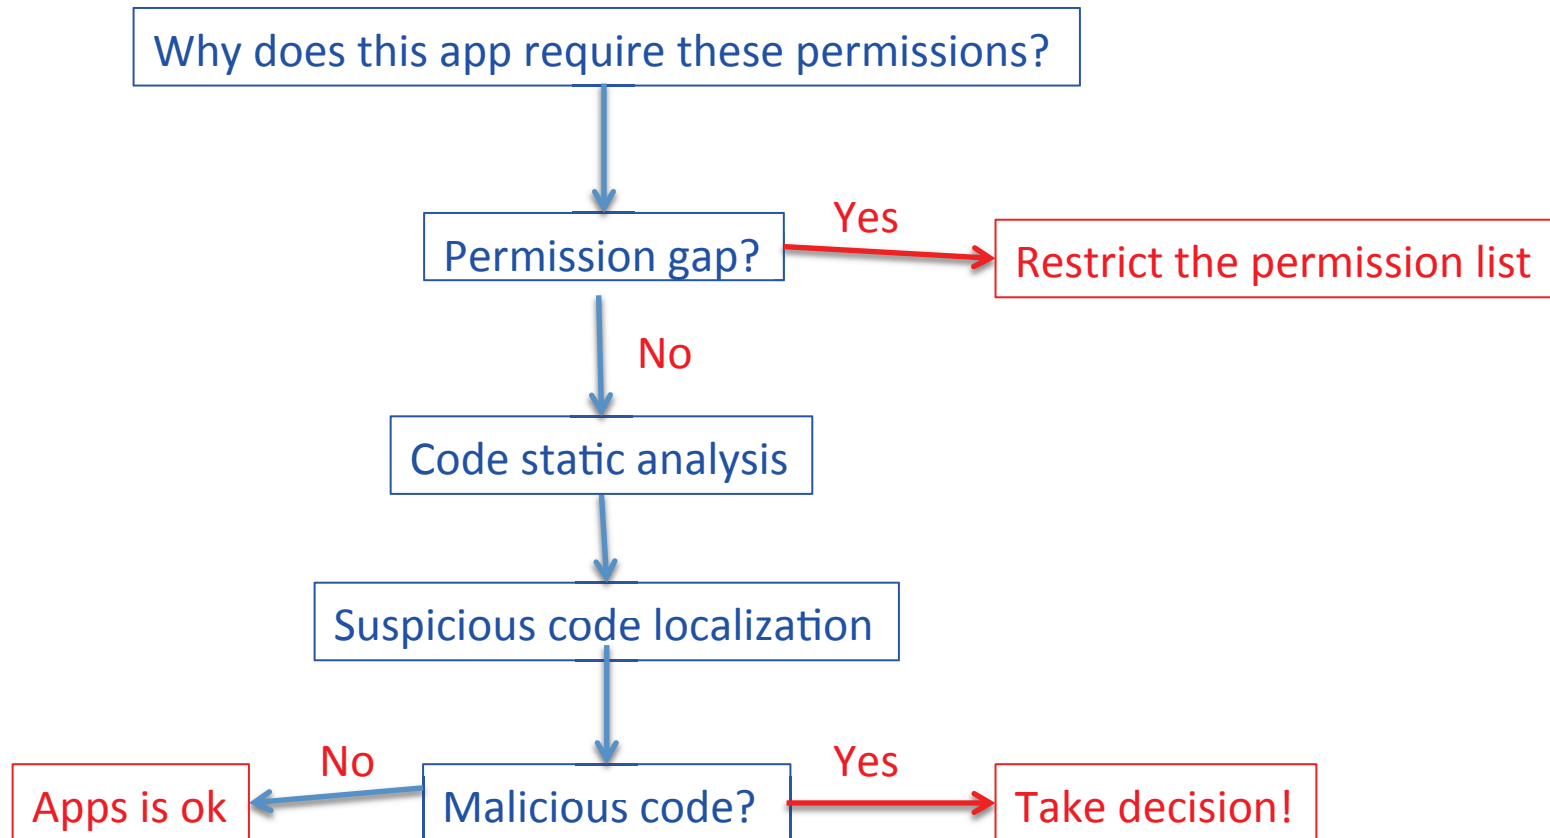 Why does this app require these permissions?
Yes
Permission gap?
Restrict the permission list
No
Code static analysis
Suspicious code localization
No
Yes
Apps is ok
Malicious code?
Take decision!